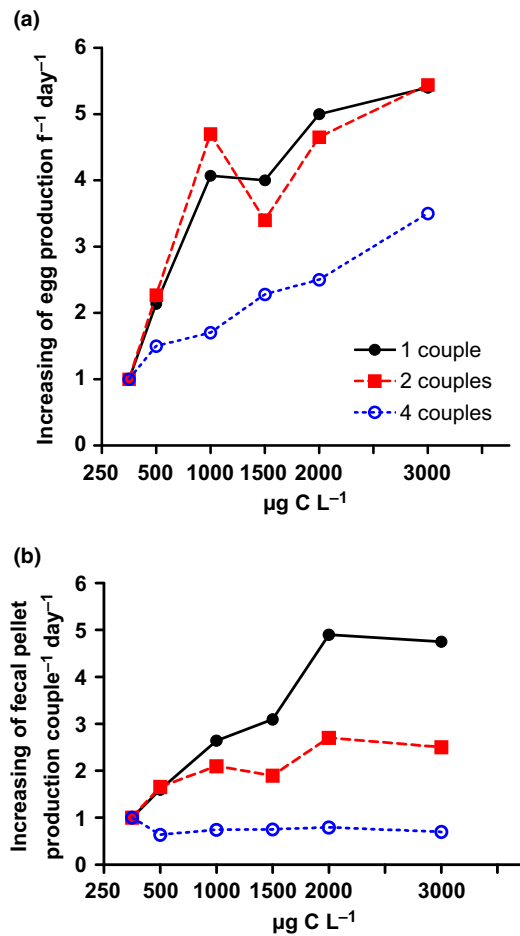 (a)
Increasing of egg production f⁻¹ day⁻¹
6
5
4
3
2
1
0
1 couple
2 couples
4 couples
250 500 1000 1500 2000 3000
µg C L⁻¹
(b)
Increasing of fecal pellet
production couple⁻¹ day⁻¹
6
5
4
3
2
1
0
250 500 1000 1500 2000 3000
µg C L⁻¹